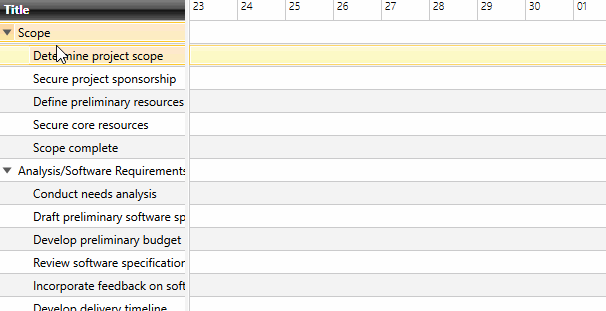 Title 23 24 25 26 27 28 29 30 01
Scope
Determine project scope
Secure project sponsorship
Define preliminary resources
Secure core resources
Scope complete
Analysis/Software Requirements
Conduct needs analysis
Draft preliminary software sp
Develop preliminary budget
Review software specification
Incorporate feedback on soft
Develop delivery timeline